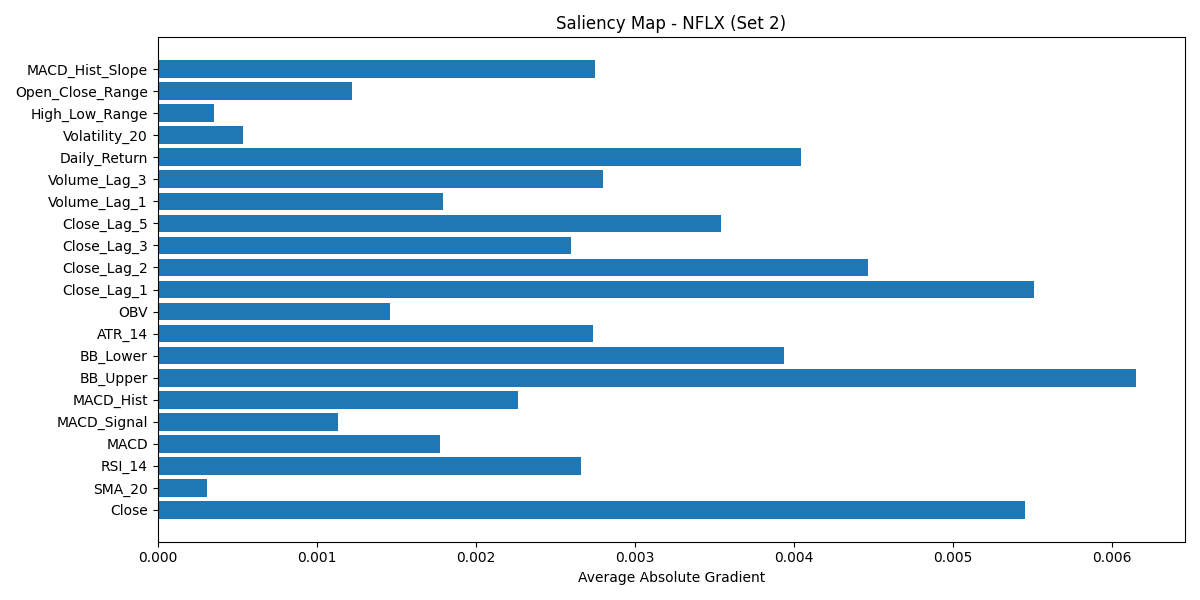 Saliency Map - NFLX (Set 2)
MACD_Hist_Slope
Open_Close_Range
High_Low_Range
Volatility_20
Daily_Return
Volume_Lag_3
Volume_Lag_1
Close_Lag_5
Close_Lag_3
Close_Lag_2
Close_Lag_1
OBV
ATR_14
BB_Lower
BB_Upper
MACD_Hist
MACD_Signal
MACD
RSI_14
SMA_20
Close
0.000 0.001 0.002 0.003 0.004 0.005 0.006
Average Absolute Gradient